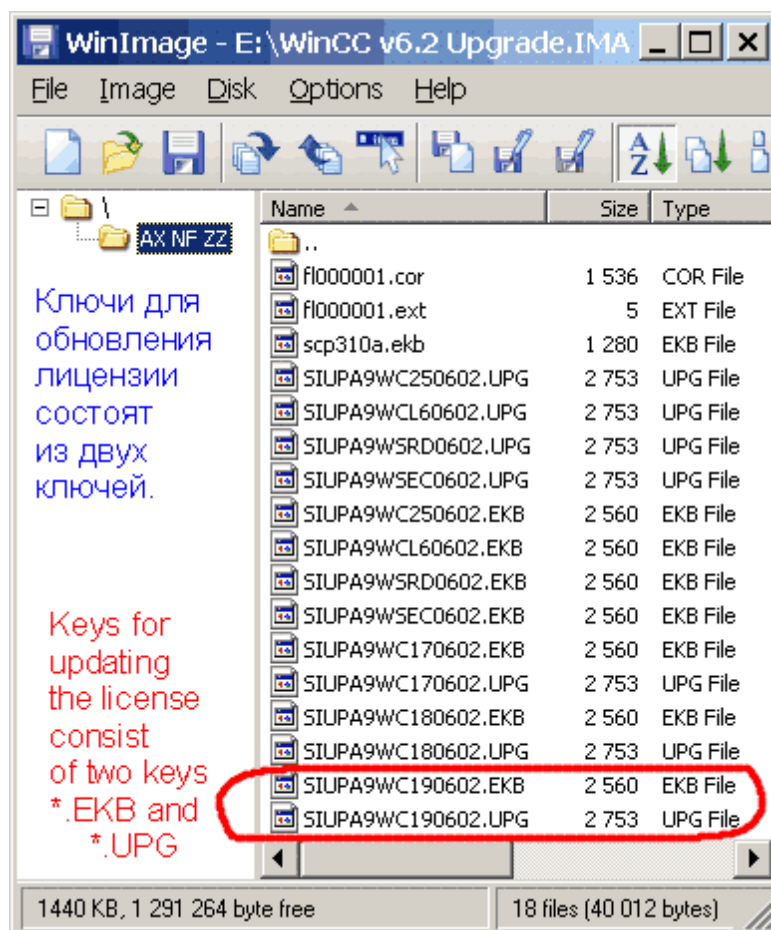 WinImage - E:\WinCC v6.2 Upgrade.IMA
File Image Disk Options Help
\
AX NF ZZ
Name Size Type
..
fl000001.cor 1 536 COR File
fl000001.ext 5 EXT File
scp310a.ekb 1 280 EKB File
SIUPA9WC250602.UPG 2 753 UPG File
SIUPA9WCL60602.UPG 2 753 UPG File
SIUPA9WSRD0602.UPG 2 753 UPG File
SIUPA9WSEC0602.UPG 2 753 UPG File
SIUPA9WC250602.EKB 2 560 EKB File
SIUPA9WCL60602.EKB 2 560 EKB File
SIUPA9WSRD0602.EKB 2 560 EKB File
SIUPA9WSEC0602.EKB 2 560 EKB File
SIUPA9WC170602.EKB 2 560 EKB File
SIUPA9WC170602.UPG 2 753 UPG File
SIUPA9WC180602.EKB 2 560 EKB File
SIUPA9WC180602.UPG 2 753 UPG File
SIUPA9WC190602.EKB 2 560 EKB File
SIUPA9WC190602.UPG 2 753 UPG File
Ключи для
обновления
лицензии
состоят
из двух
ключей.
Keys for
updating
the license
consist
of two keys
*.EKB and
*.UPG
1440 KB, 1 291 264 byte free
18 files (40 012 bytes)